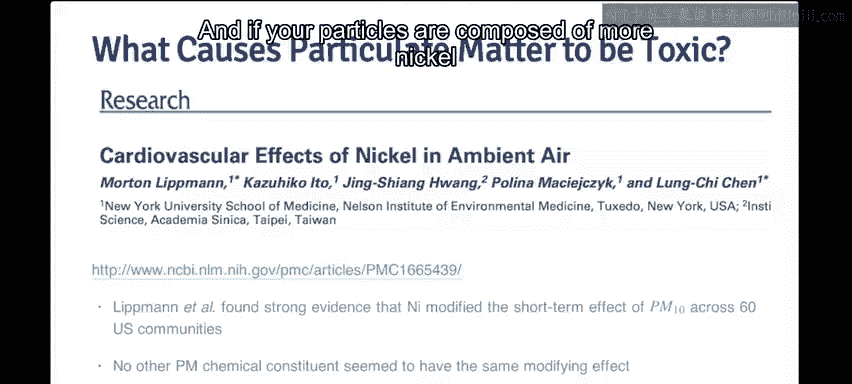 And if your particles are composed of more
nickel
What Causes Particulate Matter to be Toxic?
Research
Cardiovascular Effects of Nickel in Ambient Air
Morton Lippmann,1* Kazuhiko Ito,1 Jing-Shiang Hwang,2 Polina Maciejczyk,1 and Lung-Chi Chen1*
1New York University School of Medicine, Nelson Institute of Environmental Medicine, Tuxedo, New York, USA; 2Insti
Science, Academia Sinica, Taipei, Taiwan
http://www.ncbi.nlm.nih.gov/pmc/articles/PMC1665439/
· Lippmann et al. found strong evidence that Ni modified the short-term effect of PM10 across 60
US communities
· No other PM chemical constituent seemed to have the same modifying effect